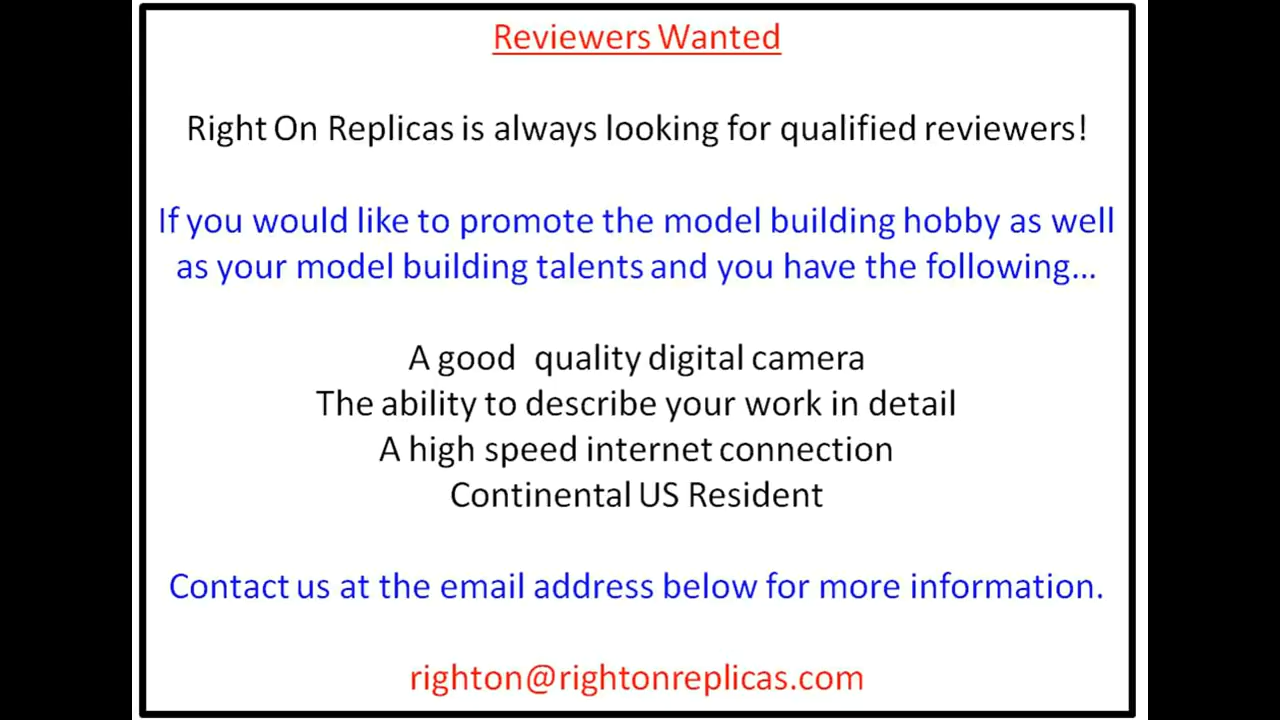 Reviewers Wanted
Right On Replicas is always looking for qualified reviewers!
If you would like to promote the model building hobby as well
as your model building talents and you have the following...
A good quality digital camera
The ability to describe your work in detail
A high speed internet connection
Continental US Resident
Contact us at the email address below for more information.
righton@rightonreplicas.com